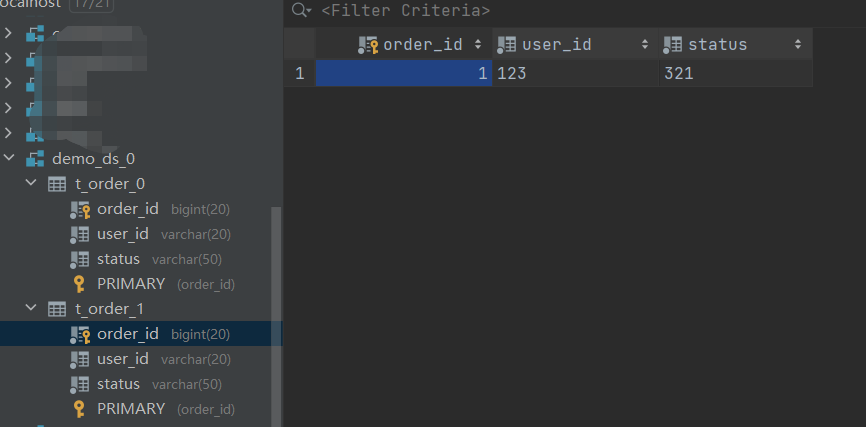 localhost 17/21
demo_ds_0
t_order_0
order_id bigint(20)
user_id varchar(20)
status varchar(50)
PRIMARY (order_id)
t_order_1
order_id bigint(20)
user_id varchar(20)
status varchar(50)
PRIMARY (order_id)
<Filter Criteria>
order_id user_id status
1 1 123 321